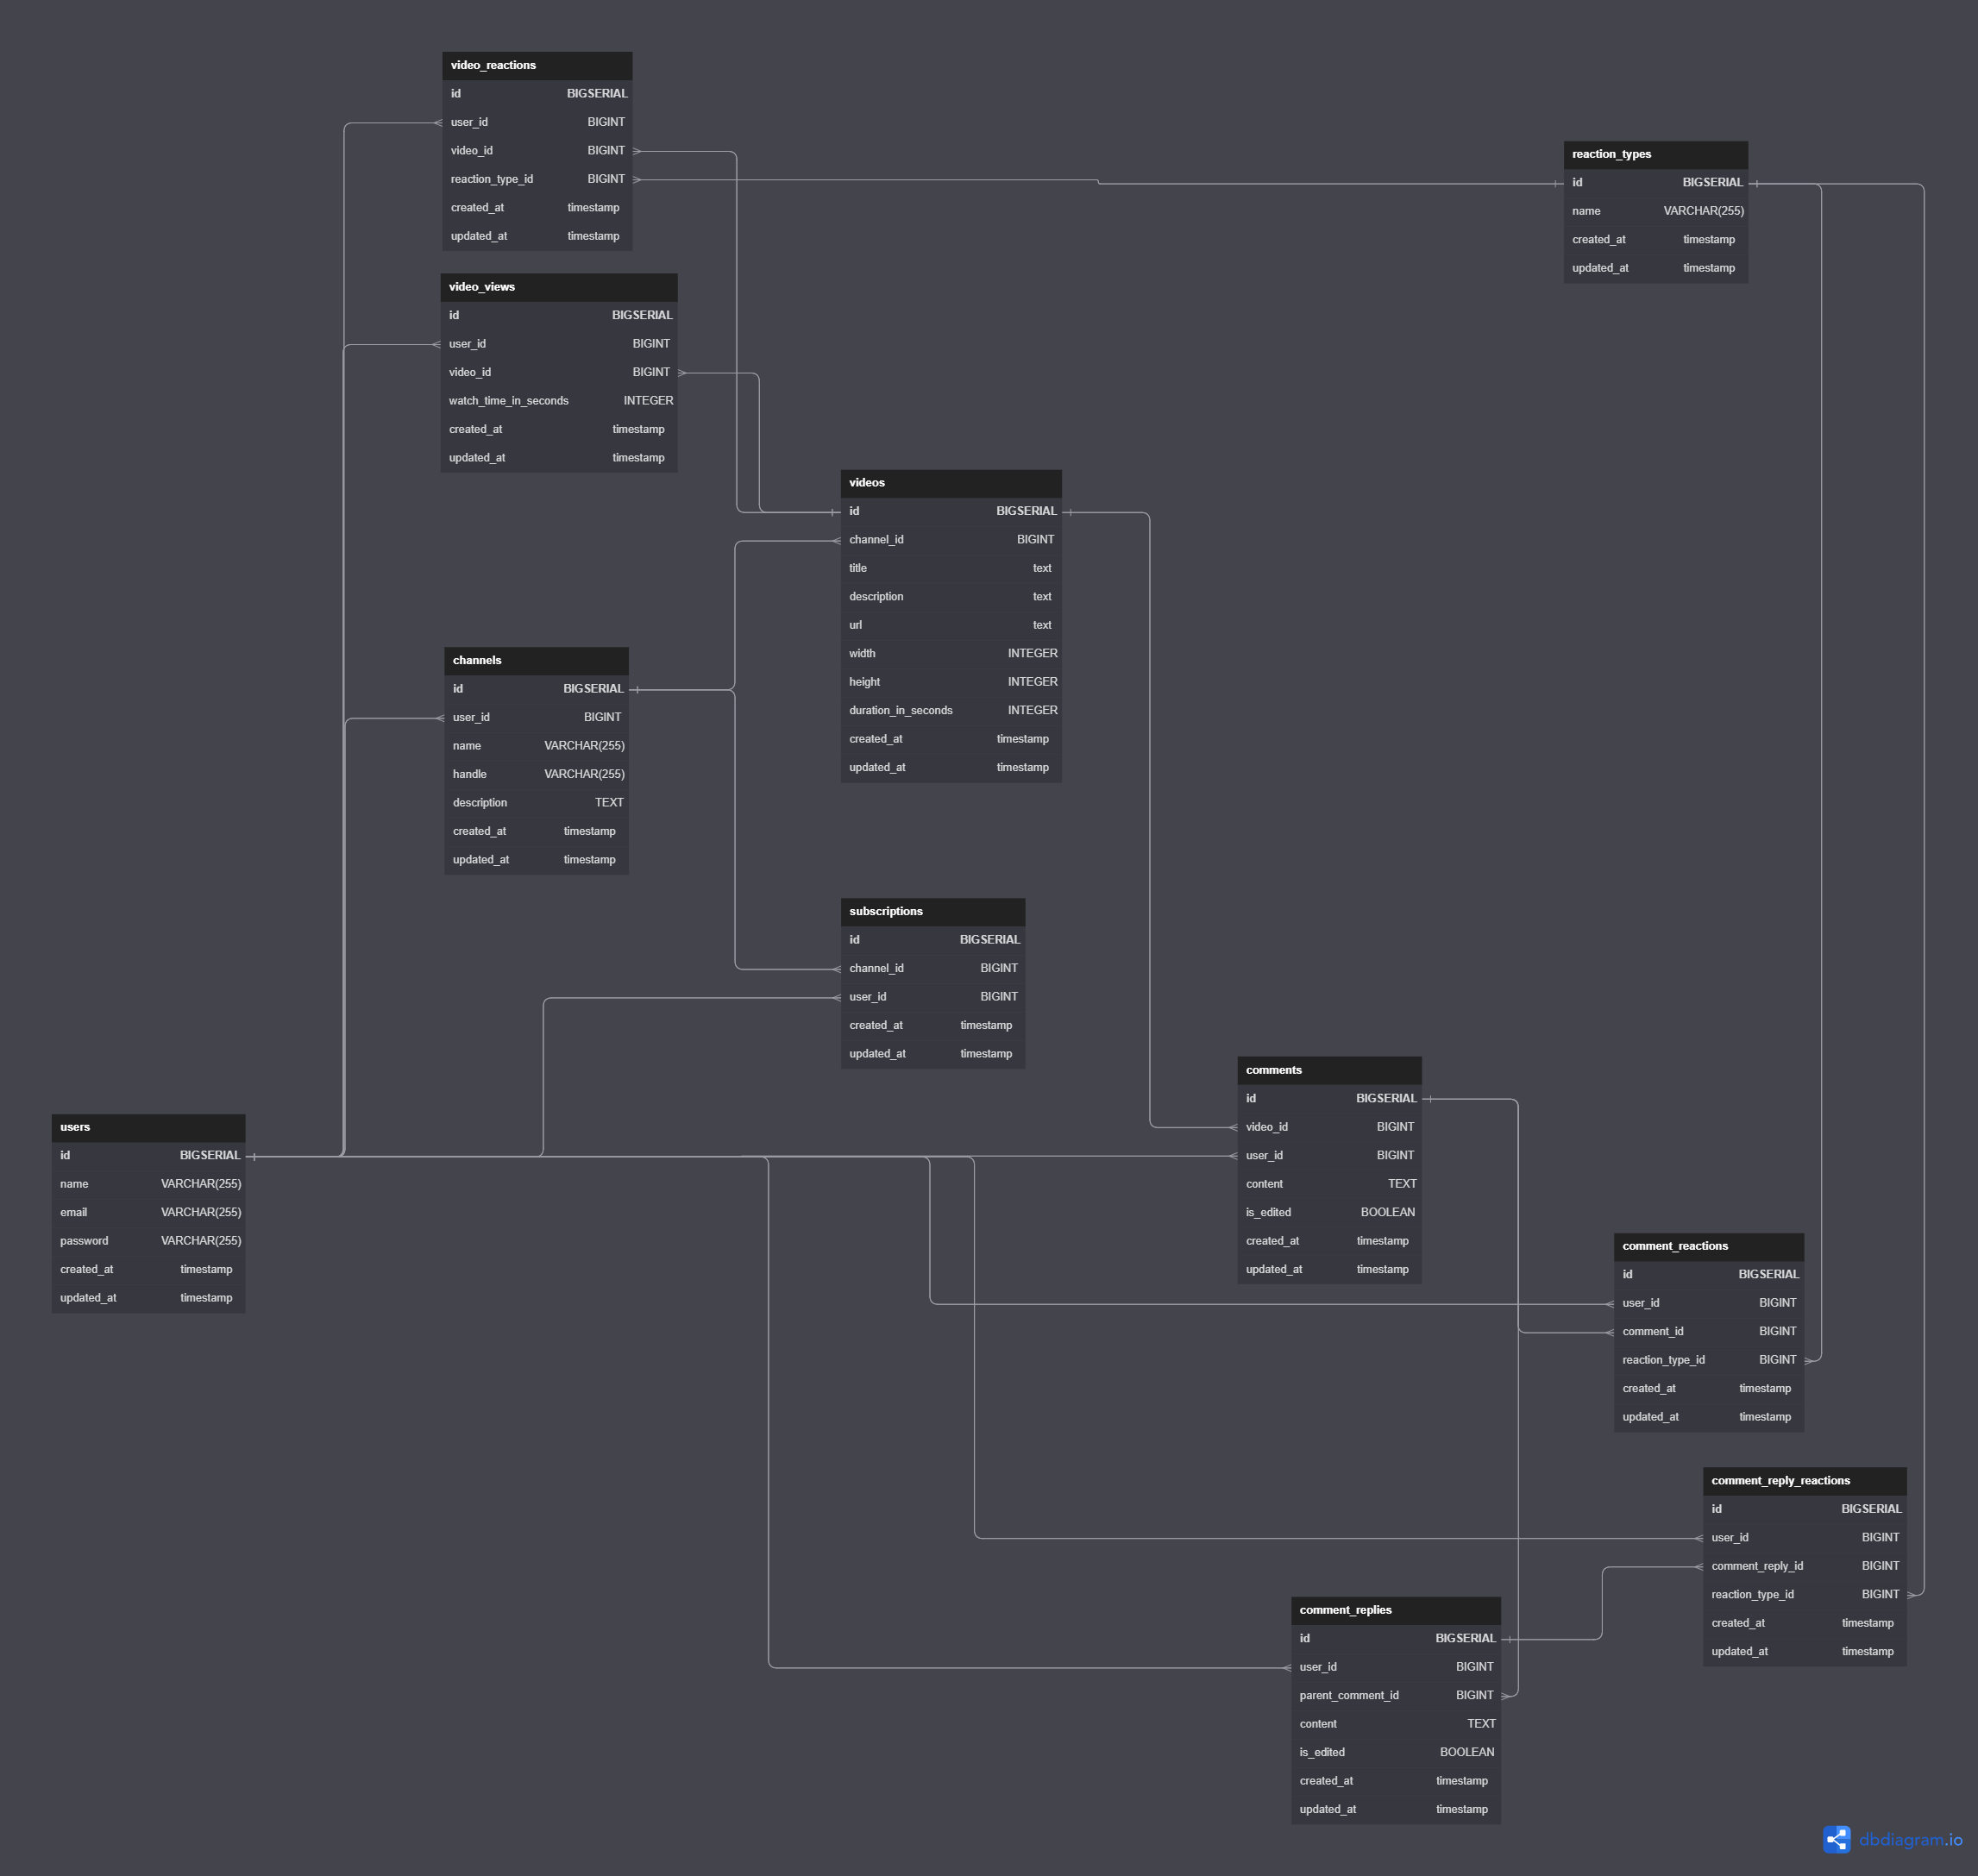 video_reactions
id BIGSERIAL
user_id BIGINT
video_id BIGINT
reaction_type_id BIGINT
created_at timestamp
updated_at timestamp
reaction_types
id BIGSERIAL
name VARCHAR(255)
created_at timestamp
updated_at timestamp
video_views
id BIGSERIAL
user_id BIGINT
video_id BIGINT
watch_time_in_seconds INTEGER
created_at timestamp
updated_at timestamp
videos
id BIGSERIAL
channel_id BIGINT
title text
description text
url text
width INTEGER
height INTEGER
duration_in_seconds INTEGER
created_at timestamp
updated_at timestamp
channels
id BIGSERIAL
user_id BIGINT
name VARCHAR(255)
handle VARCHAR(255)
description TEXT
created_at timestamp
updated_at timestamp
subscriptions
id BIGSERIAL
channel_id BIGINT
user_id BIGINT
created_at timestamp
updated_at timestamp
users
id BIGSERIAL
name VARCHAR(255)
email VARCHAR(255)
password VARCHAR(255)
created_at timestamp
updated_at timestamp
comments
id BIGSERIAL
video_id BIGINT
user_id BIGINT
content TEXT
is_edited BOOLEAN
created_at timestamp
updated_at timestamp
comment_reactions
id BIGSERIAL
user_id BIGINT
comment_id BIGINT
reaction_type_id BIGINT
created_at timestamp
updated_at timestamp
comment_reply_reactions
id BIGSERIAL
user_id BIGINT
comment_reply_id BIGINT
reaction_type_id BIGINT
created_at timestamp
updated_at timestamp
comment_replies
id BIGSERIAL
user_id BIGINT
parent_comment_id BIGINT
content TEXT
is_edited BOOLEAN
created_at timestamp
updated_at timestamp
dbdiagram.io